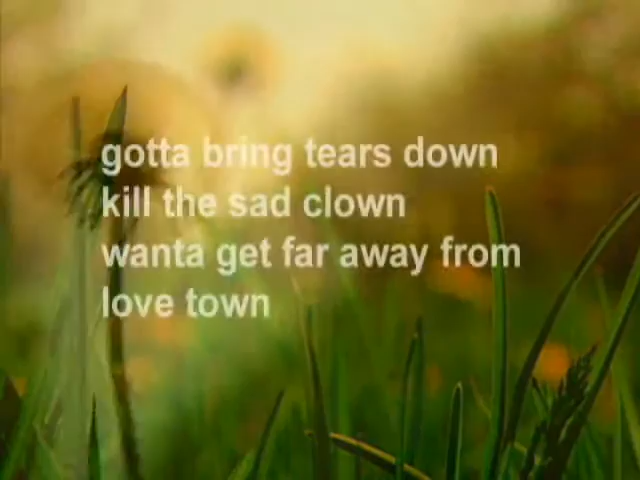 gotta bring tears down
kill the sad clown
wanta get far away from
love town